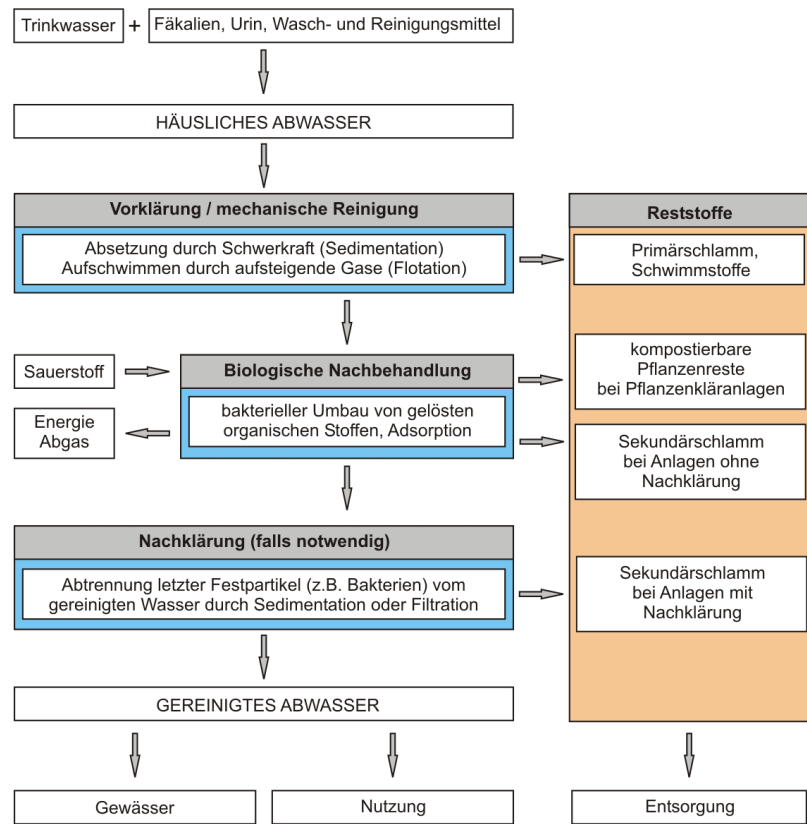 Trinkwasser + Fäkalien, Urin, Wasch- und Reinigungsmittel
HÄUSLICHES ABWASSER
Vorklärung / mechanische Reinigung
Absetzung durch Schwerkraft (Sedimentation)
Aufschwimmen durch aufsteigende Gase (Flotation)
Reststoffe
Primärschlamm,
Schwimmstoffe
Sauerstoff
Energie
Abgas
Biologische Nachbehandlung
bakterieller Umbau von gelösten
organischen Stoffen, Adsorption
kompostierbare
Pflanzenreste
bei Pflanzenkläranlagen
Sekundärschlamm
bei Anlagen ohne
Nachklärung
Nachklärung (falls notwendig)
Abtrennung letzter Festpartikel (z.B. Bakterien) vom
gereinigten Wasser durch Sedimentation oder Filtration
Sekundärschlamm
bei Anlagen mit
Nachklärung
GEREINIGTES ABWASSER
Gewässer
Nutzung
Entsorgung